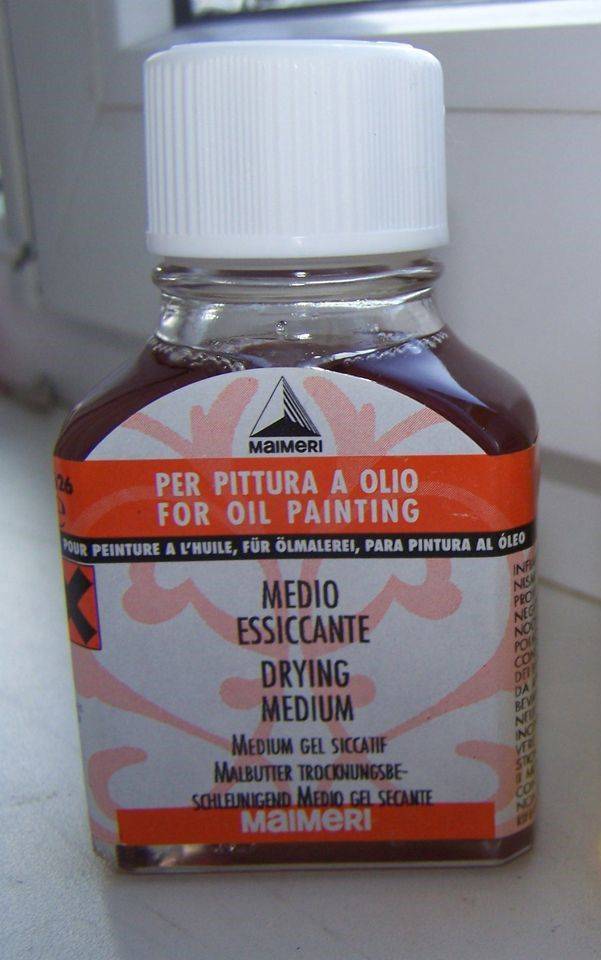 MAIMERI
26
PER PITTURA A OLIO
FOR OIL PAINTING
POUR PEINTURE A L'HUILE, FÜR ÖLMALEREI, PARA PINTURA AL ÓLEO
MEDIO
ESSICCANTE
DRYING
MEDIUM
MEDIUM GEL SICCATIF
MALBUTTER TROCKNUNGSBE-
SCHLEUNIGEND MEDIO GEL SECANTE
MAIMERI